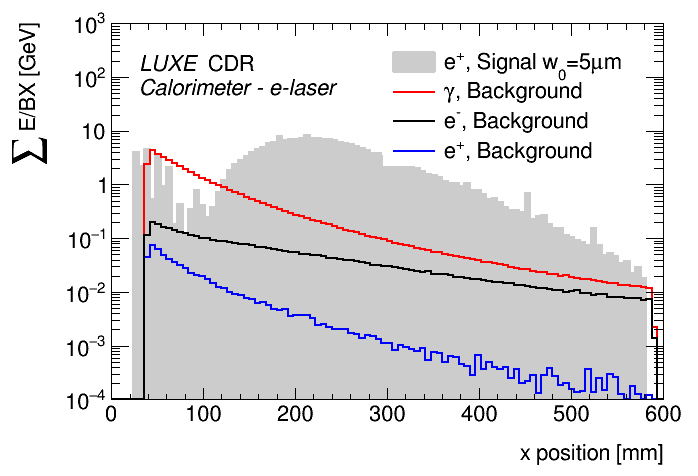 ∑ E/BX [GeV]
10³
10²
10
1
10⁻¹
10⁻²
10⁻³
10⁻⁴
LUXE CDR
Calorimeter - e-laser
e⁺, Signal w₀=5μm
γ, Background
e⁻, Background
e⁺, Background
0 100 200 300 400 500 600
x position [mm]